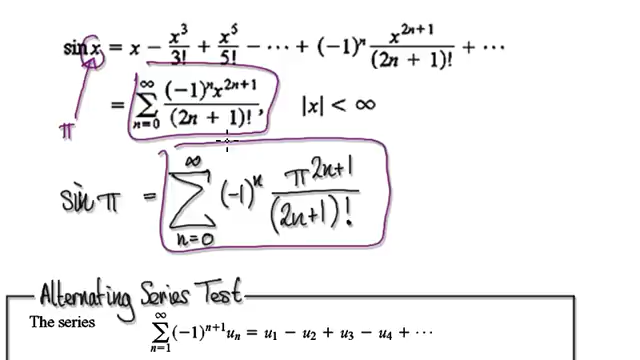 sin x = x − x³/3! + x⁵/5! − ⋯ + (−1)ⁿ x²ⁿ⁺¹/(2n + 1)! + ⋯
= ∑_{n=0}^{∞} (−1)ⁿx²ⁿ⁺¹/(2n + 1)!, |x| < ∞
π
sin π = ∑_{n=0}^{∞} (−1)ⁿ π²ⁿ⁺¹/(2n+1)!
Alternating Series Test
The series ∑_{n=1}^{∞} (−1)ⁿ⁺¹uₙ = u₁ − u₂ + u₃ − u₄ + ⋯